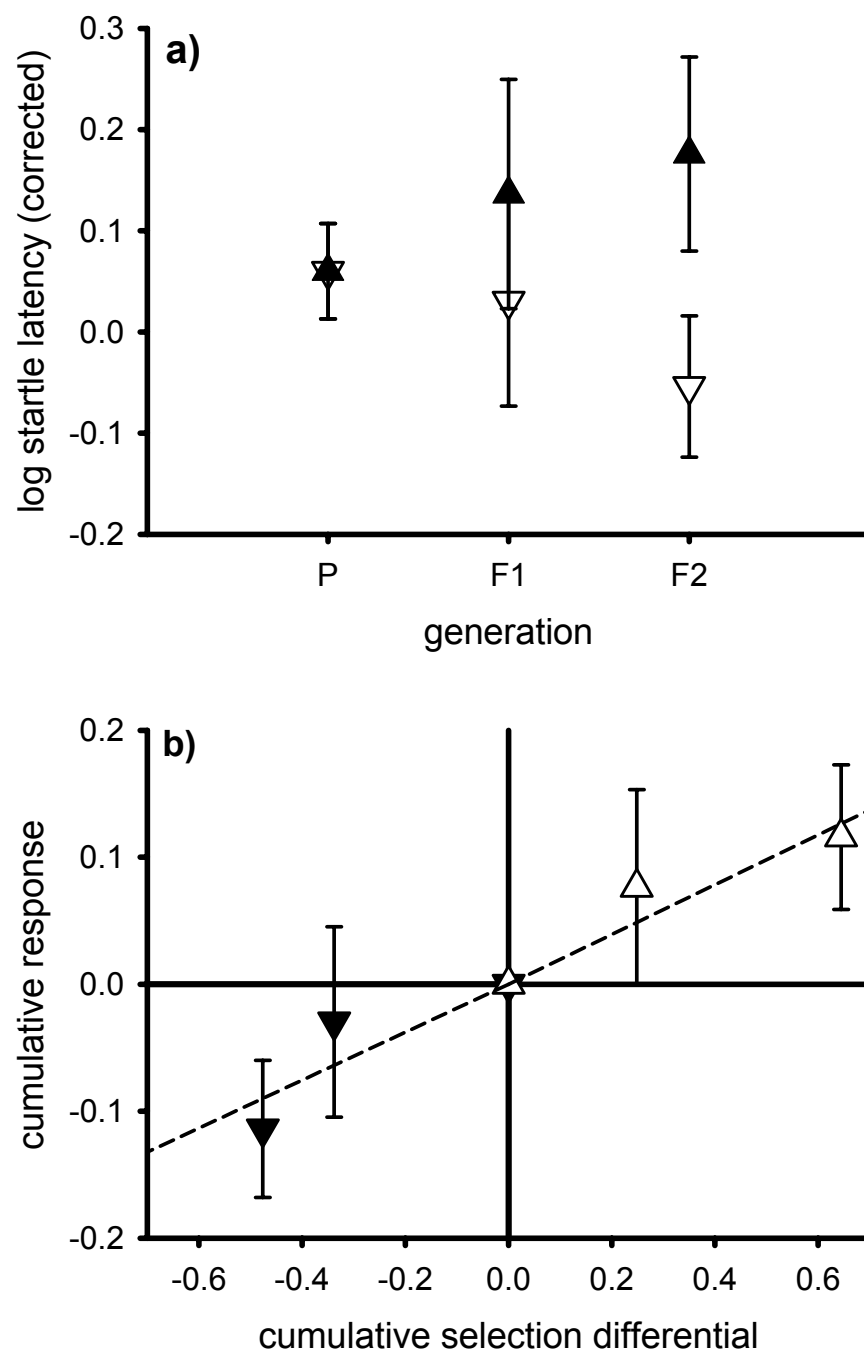 a)
log startle latency (corrected)
0.3
0.2
0.1
0.0
-0.1
-0.2
P F1 F2
generation
b)
cumulative response
0.2
0.1
0.0
-0.1
-0.2
-0.6 -0.4 -0.2 0.0 0.2 0.4 0.6
cumulative selection differential